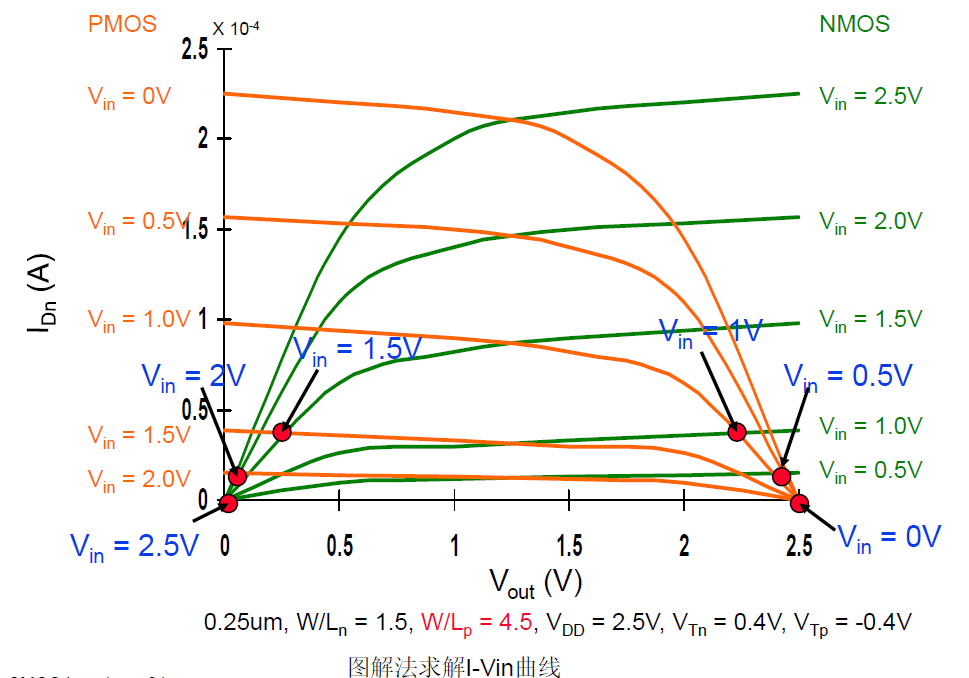 PMOS
X 10-4
NMOS
2.5
Vin = 0V
Vin = 2.5V
2
Vin = 0.5V
1.5
Vin = 2.0V
IDn (A)
Vin = 1.0V
1
Vin = 1.5V
Vin = 1V
Vin = 1.5V
Vin = 2V
Vin = 0.5V
0.5
Vin = 1.5V
Vin = 1.0V
Vin = 2.0V
Vin = 0.5V
0
Vin = 2.5V
Vin = 0V
0 0.5 1 1.5 2 2.5
Vout (V)
0.25um, W/Ln = 1.5, W/Lp = 4.5, VDD = 2.5V, VTn = 0.4V, VTp = -0.4V
图解法求解I-Vin曲线